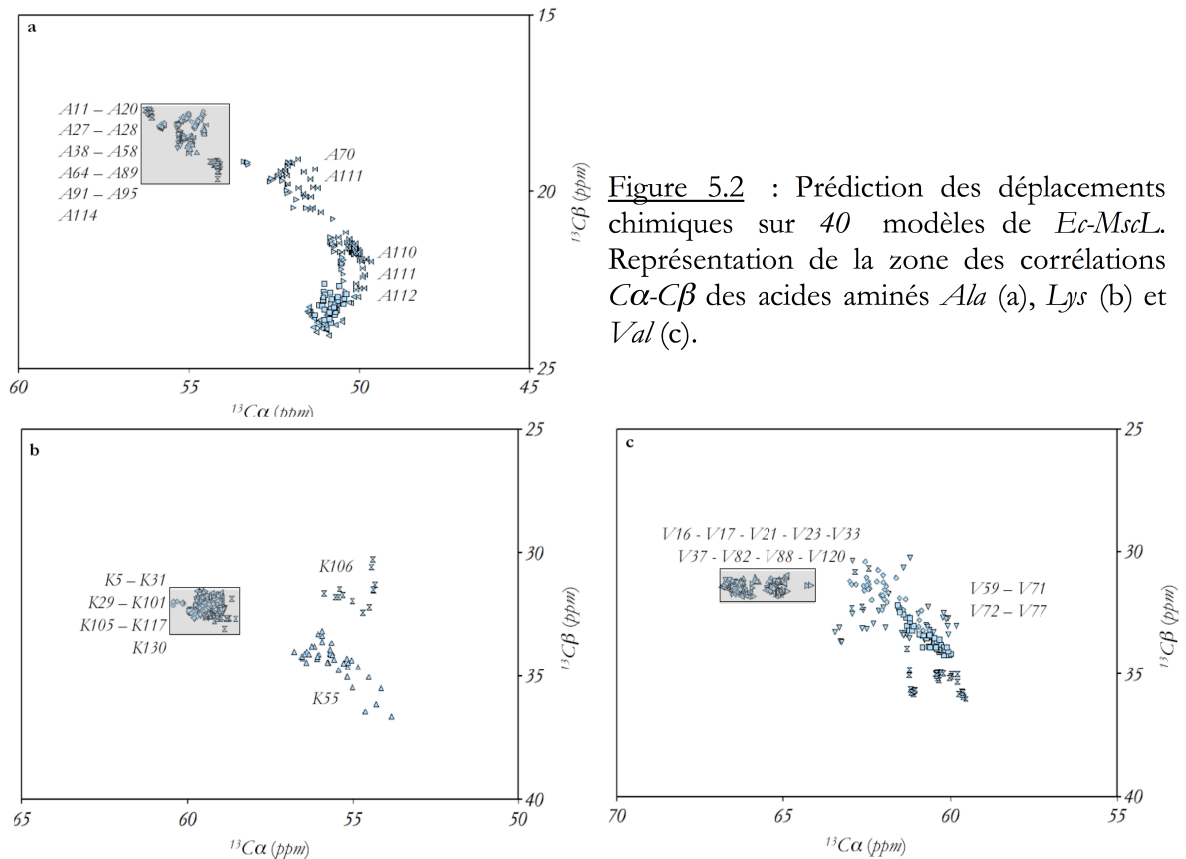 a
15
20
25
60
55
50
45
¹³Cα (ppm)
¹³Cβ (ppm)
A11 – A20
A27 – A28
A38 – A58
A64 – A89
A91 – A95
A114
A70
A111
A110
A111
A112
Figure 5.2 : Prédiction des déplacements
chimiques sur 40 modèles de Ec-MscL.
Représentation de la zone des corrélations
Cα-Cβ des acides aminés Ala (a), Lys (b) et
Val (c).
b
25
30
35
40
65
60
55
50
¹³Cα (ppm)
¹³Cβ (ppm)
K5 – K31
K29 – K101
K105 – K117
K130
K106
K55
c
25
30
35
40
70
65
60
55
¹³Cα (ppm)
¹³Cβ (ppm)
V16 - V17 - V21 - V23 -V33
V37 - V82 - V88 - V120
V59 – V71
V72 – V77